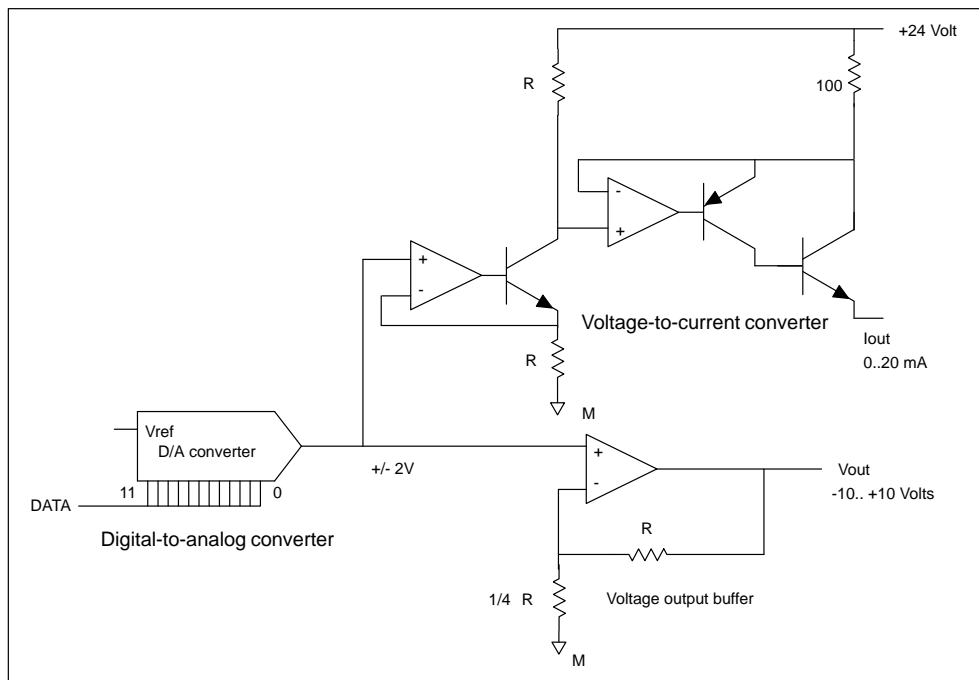 +24 Volt
R
100
-
+
+
-
Voltage-to-current converter
Iout
0..20 mA
R
M
Vref
D/A converter
+/- 2V
+
-
Vout
-10.. +10 Volts
11
0
DATA
Digital-to-analog converter
R
1/4 R
Voltage output buffer
M